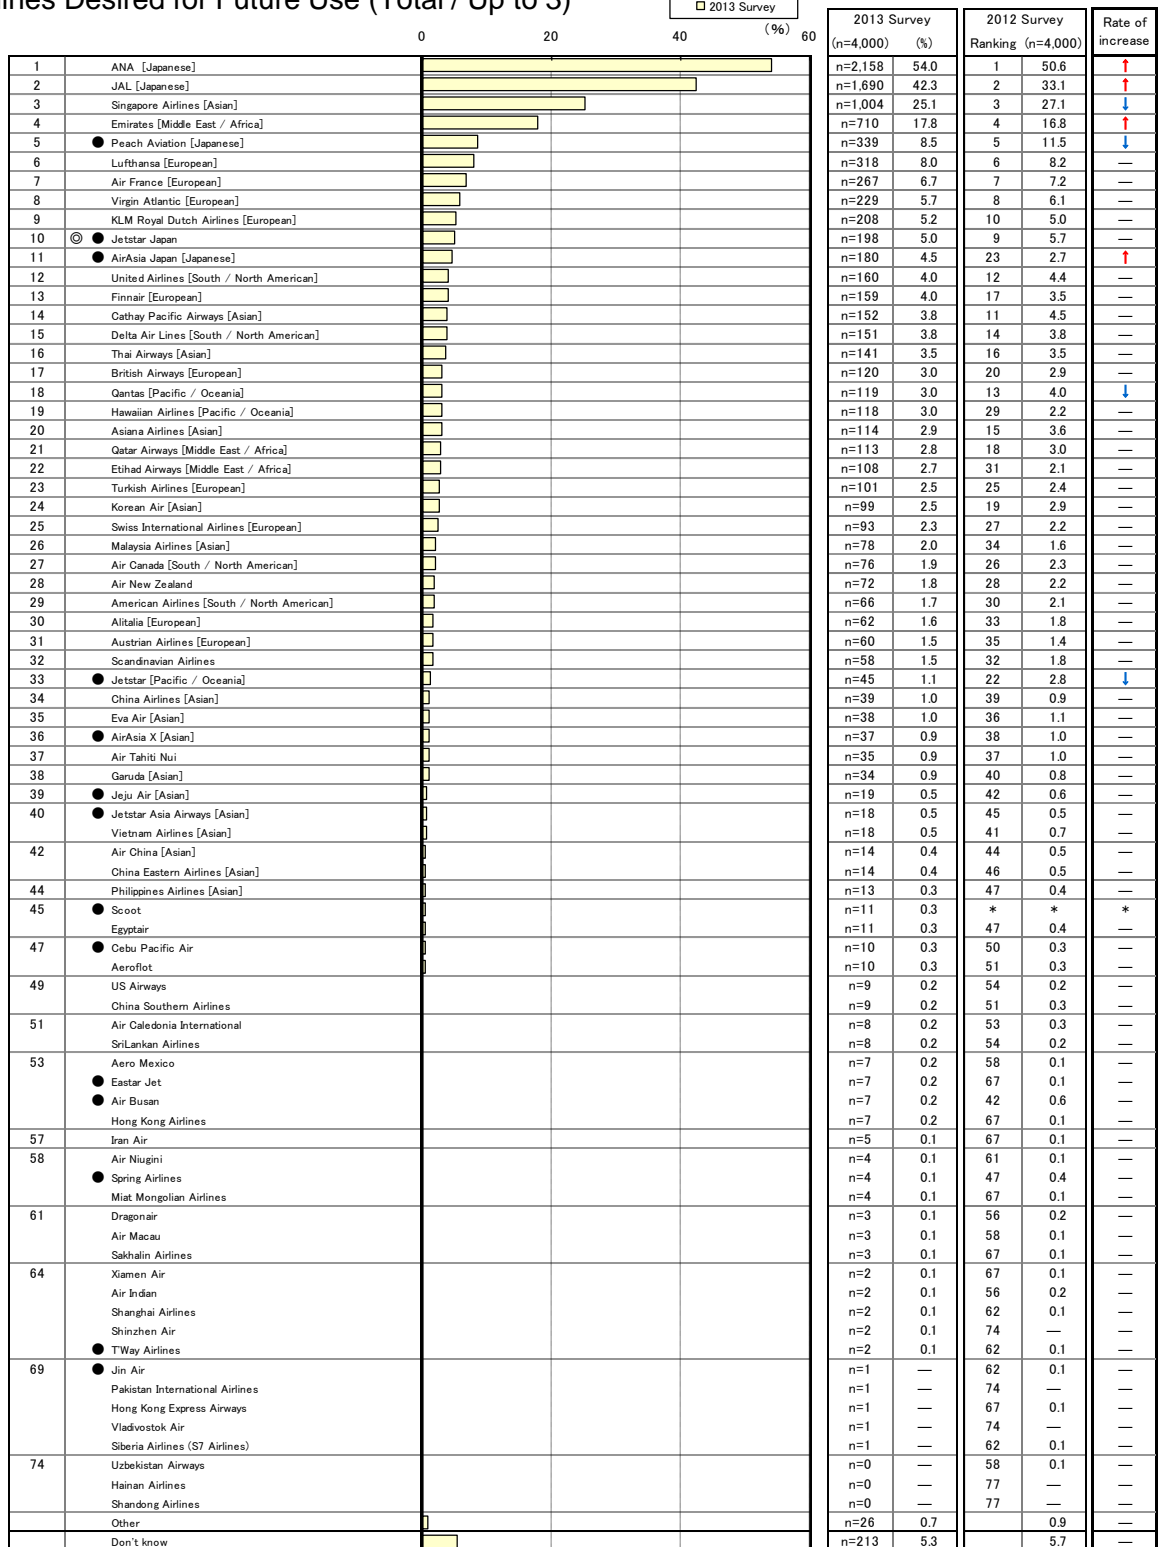 lines Desired for Future Use (Total / Up to 3)
2013 Survey
(%)
0 20 40 60
2013 Survey 2012 Survey Rate of increase
(n=4,000) (%) Ranking (n=4,000)
1 ANA [Japanese] n=2,158 54.0 1 50.6 ↑
2 JAL [Japanese] n=1,690 42.3 2 33.1 ↑
3 Singapore Airlines [Asian] n=1,004 25.1 3 27.1 ↓
4 Emirates [Middle East / Africa] n=710 17.8 4 16.8 ↑
5 ● Peach Aviation [Japanese] n=339 8.5 5 11.5 ↓
6 Lufthansa [European] n=318 8.0 6 8.2 —
7 Air France [European] n=267 6.7 7 7.2 —
8 Virgin Atlantic [European] n=229 5.7 8 6.1 —
9 KLM Royal Dutch Airlines [European] n=208 5.2 10 5.0 —
10 ◎ ● Jetstar Japan n=198 5.0 9 5.7 —
11 ● AirAsia Japan [Japanese] n=180 4.5 23 2.7 ↑
12 United Airlines [South / North American] n=160 4.0 12 4.4 —
13 Finnair [European] n=159 4.0 17 3.5 —
14 Cathay Pacific Airways [Asian] n=152 3.8 11 4.5 —
15 Delta Air Lines [South / North American] n=151 3.8 14 3.8 —
16 Thai Airways [Asian] n=141 3.5 16 3.5 —
17 British Airways [European] n=120 3.0 20 2.9 —
18 Qantas [Pacific / Oceania] n=119 3.0 13 4.0 ↓
19 Hawaiian Airlines [Pacific / Oceania] n=118 3.0 29 2.2 —
20 Asiana Airlines [Asian] n=114 2.9 15 3.6 —
21 Qatar Airways [Middle East / Africa] n=113 2.8 18 3.0 —
22 Etihad Airways [Middle East / Africa] n=108 2.7 31 2.1 —
23 Turkish Airlines [European] n=101 2.5 25 2.4 —
24 Korean Air [Asian] n=99 2.5 19 2.9 —
25 Swiss International Airlines [European] n=93 2.3 27 2.2 —
26 Malaysia Airlines [Asian] n=78 2.0 34 1.6 —
27 Air Canada [South / North American] n=76 1.9 26 2.3 —
28 Air New Zealand n=72 1.8 28 2.2 —
29 American Airlines [South / North American] n=66 1.7 30 2.1 —
30 Alitalia [European] n=62 1.6 33 1.8 —
31 Austrian Airlines [European] n=60 1.5 35 1.4 —
32 Scandinavian Airlines n=58 1.5 32 1.8 —
33 ● Jetstar [Pacific / Oceania] n=45 1.1 22 2.8 ↓
34 China Airlines [Asian] n=39 1.0 39 0.9 —
35 Eva Air [Asian] n=38 1.0 36 1.1 —
36 ● AirAsia X [Asian] n=37 0.9 38 1.0 —
37 Air Tahiti Nui n=35 0.9 37 1.0 —
38 Garuda [Asian] n=34 0.9 40 0.8 —
39 ● Jeju Air [Asian] n=19 0.5 42 0.6 —
40 ● Jetstar Asia Airways [Asian] n=18 0.5 45 0.5 —
Vietnam Airlines [Asian] n=18 0.5 41 0.7 —
42 Air China [Asian] n=14 0.4 44 0.5 —
China Eastern Airlines [Asian] n=14 0.4 46 0.5 —
44 Philippines Airlines [Asian] n=13 0.3 47 0.4 —
45 ● Scoot n=11 0.3 * * *
Egyptair n=11 0.3 47 0.4 —
47 ● Cebu Pacific Air n=10 0.3 50 0.3 —
Aeroflot n=10 0.3 51 0.3 —
49 US Airways n=9 0.2 54 0.2 —
China Southern Airlines n=9 0.2 51 0.3 —
51 Air Caledonia International n=8 0.2 53 0.3 —
SriLankan Airlines n=8 0.2 54 0.2 —
53 Aero Mexico n=7 0.2 58 0.1 —
● Eastar Jet n=7 0.2 67 0.1 —
● Air Busan n=7 0.2 42 0.6 —
Hong Kong Airlines n=7 0.2 67 0.1 —
57 Iran Air n=5 0.1 67 0.1 —
58 Air Niugini n=4 0.1 61 0.1 —
● Spring Airlines n=4 0.1 47 0.4 —
Miat Mongolian Airlines n=4 0.1 67 0.1 —
61 Dragonair n=3 0.1 56 0.2 —
Air Macau n=3 0.1 58 0.1 —
Sakhalin Airlines n=3 0.1 67 0.1 —
64 Xiamen Air n=2 0.1 67 0.1 —
Air Indian n=2 0.1 56 0.2 —
Shanghai Airlines n=2 0.1 62 0.1 —
Shinzhen Air n=2 0.1 74 — —
● T'Way Airlines n=2 0.1 62 0.1 —
69 ● Jin Air n=1 — 62 0.1 —
Pakistan International Airlines n=1 — 74 — —
Hong Kong Express Airways n=1 — 67 0.1 —
Vladivostok Air n=1 — 74 — —
Siberia Airlines (S7 Airlines) n=1 — 62 0.1 —
74 Uzbekistan Airways n=0 — 58 0.1 —
Hainan Airlines n=0 — 77 — —
Shandong Airlines n=0 — 77 — —
Other n=26 0.7 0.9 —
Don't know n=213 5.3 5.7 —